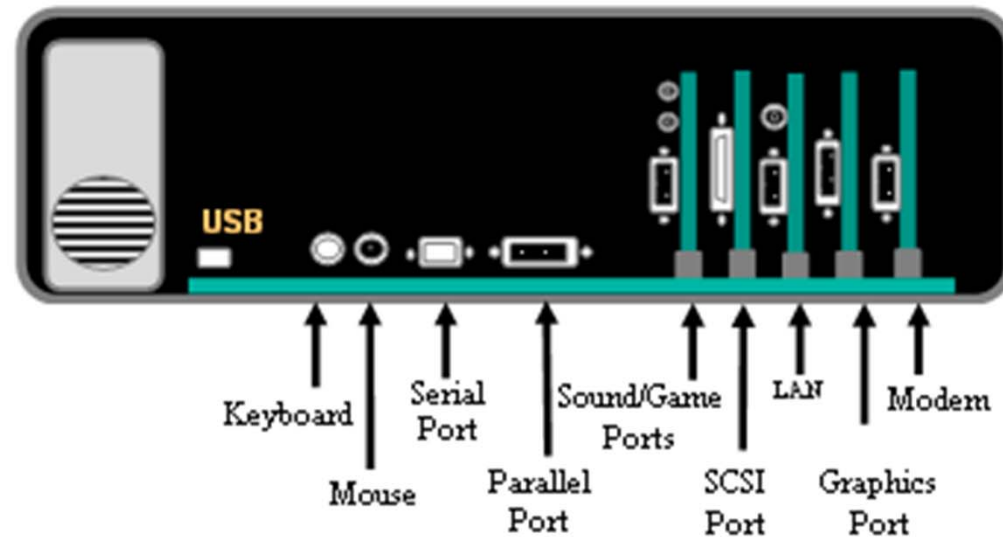 USB
Keyboard
Mouse
Serial
Port
Parallel
Port
Sound/Game
Ports
SCSI
Port
LAN
Graphics
Port
Modem